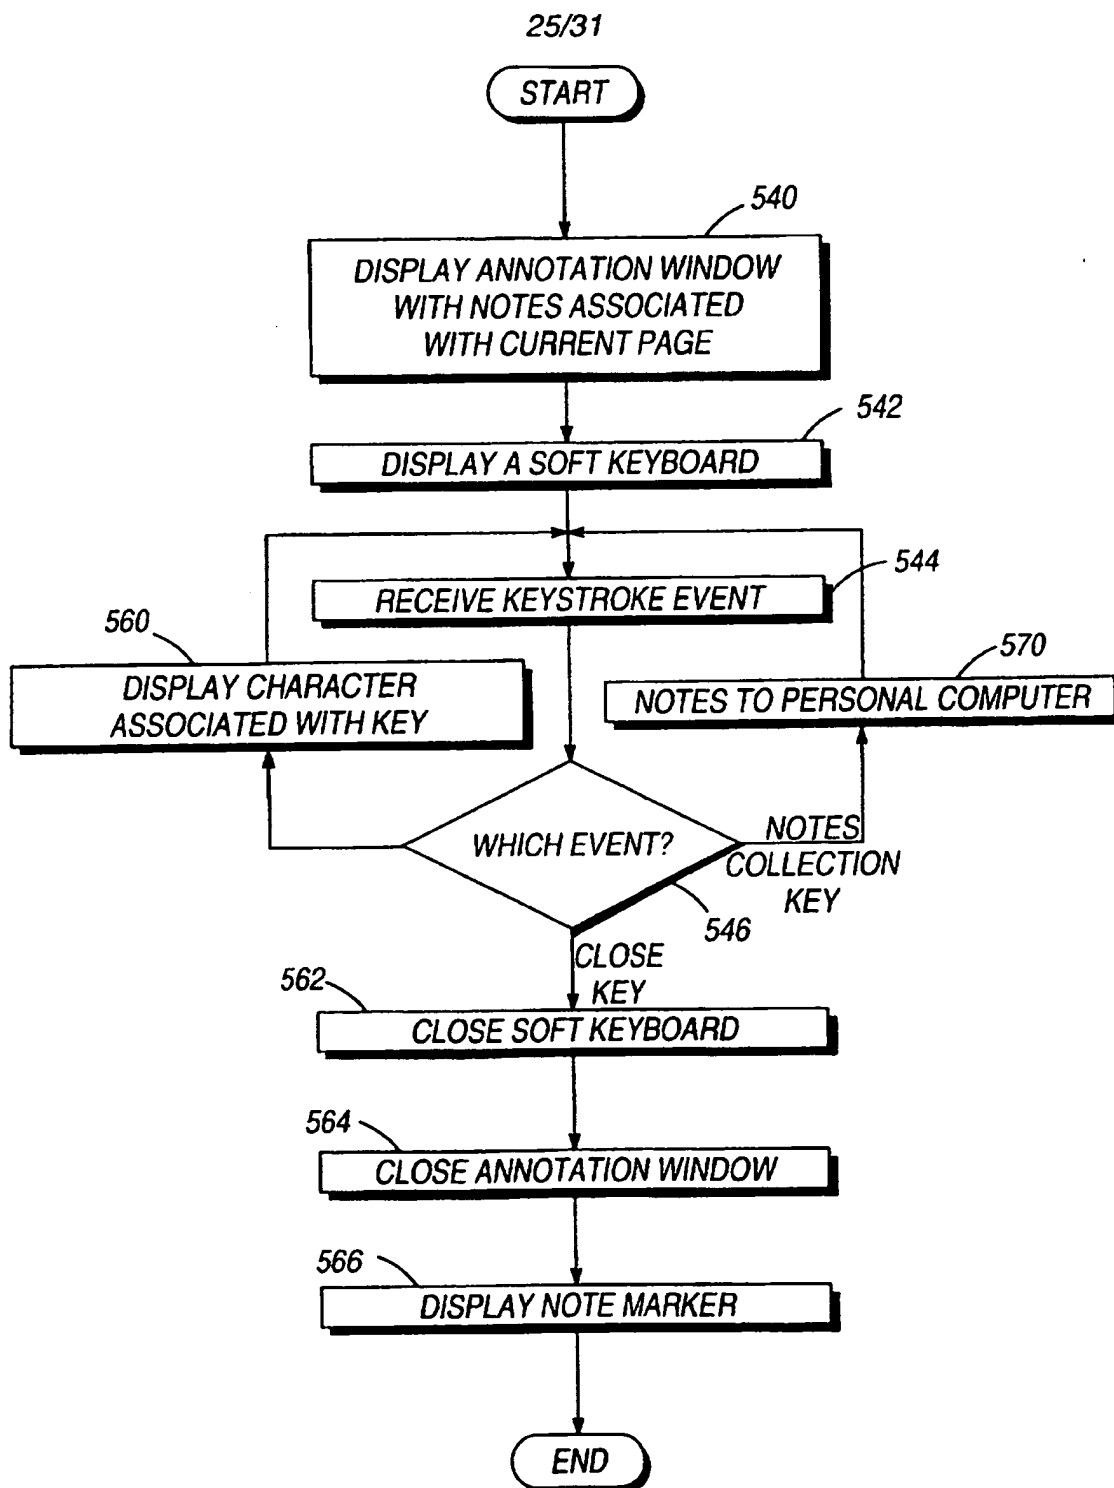 25/31
START
540
DISPLAY ANNOTATION WINDOW
WITH NOTES ASSOCIATED
WITH CURRENT PAGE
542
DISPLAY A SOFT KEYBOARD
544
RECEIVE KEYSTROKE EVENT
560
DISPLAY CHARACTER
ASSOCIATED WITH KEY
570
NOTES TO PERSONAL COMPUTER
WHICH EVENT?
NOTES
COLLECTION
KEY
546
CLOSE
KEY
562
CLOSE SOFT KEYBOARD
564
CLOSE ANNOTATION WINDOW
566
DISPLAY NOTE MARKER
END